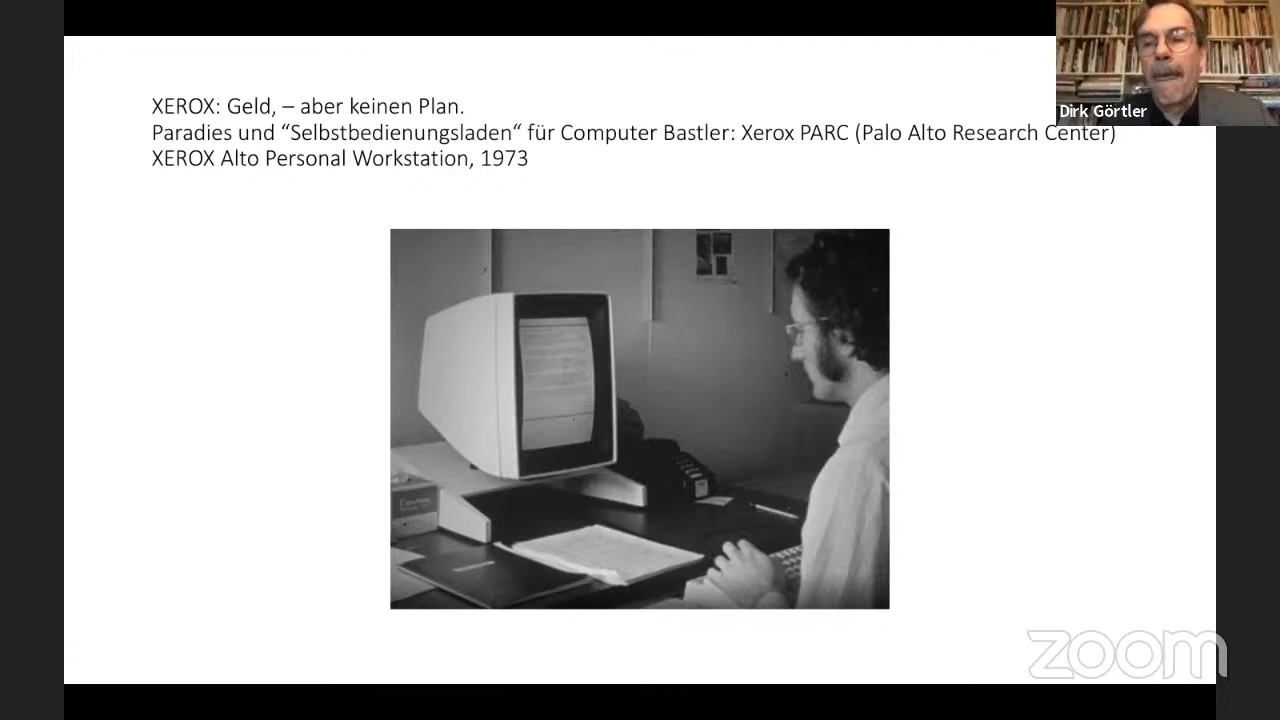 XEROX: Geld, – aber keinen Plan.
Paradies und “Selbstbedienungsladen“ für Computer Bastler: Xerox PARC (Palo Alto Research Center)
XEROX Alto Personal Workstation, 1973
Dirk Görtler
zoom